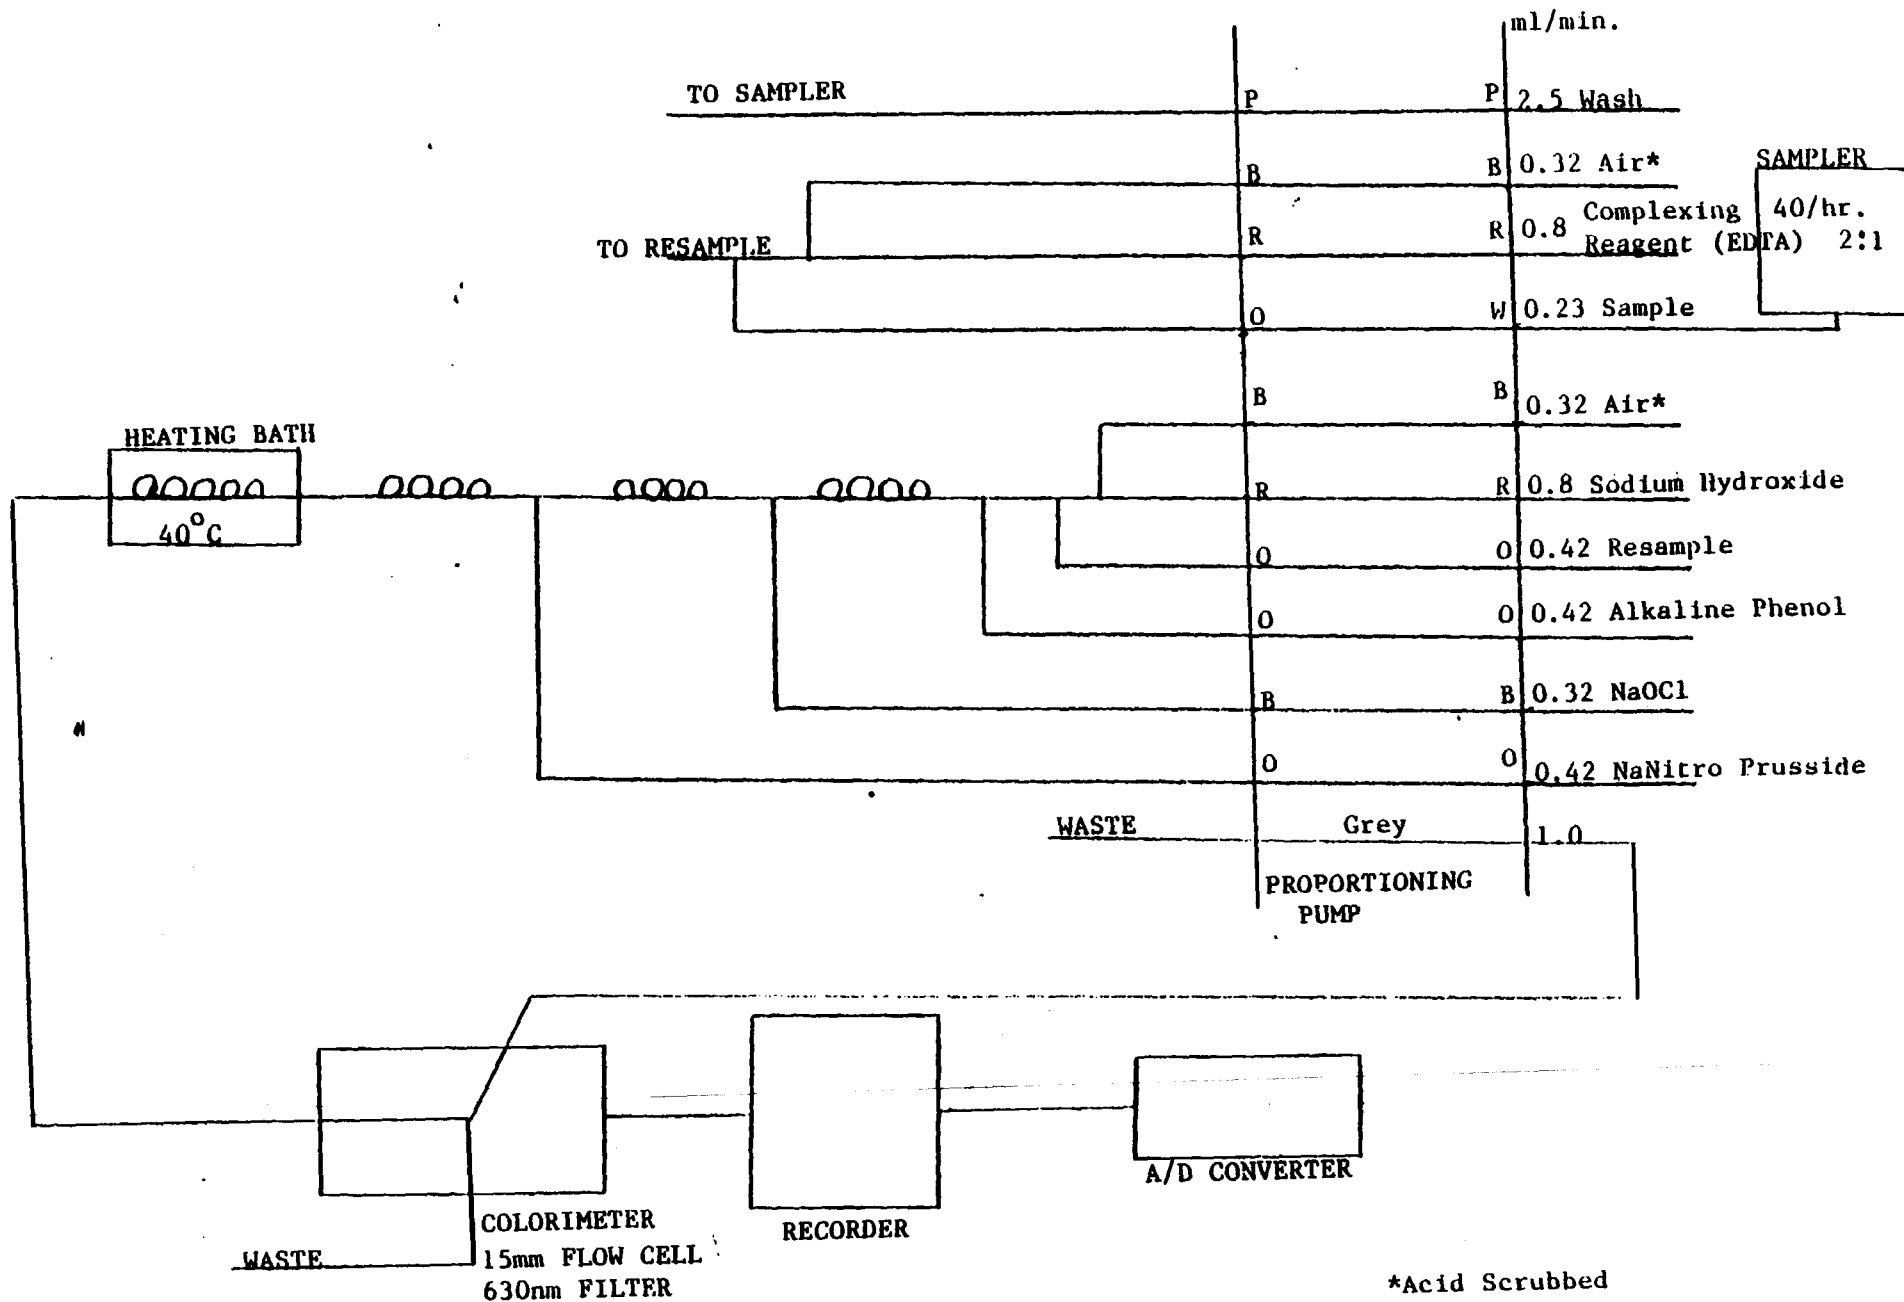 ml/min.
TO SAMPLER P P 2.5 Wash
B B 0.32 Air*
SAMPLER
40/hr.
2:1
TO RESAMPLE R R 0.8 Complexing
Reagent (EDTA)
O W 0.23 Sample
B B 0.32 Air*
HEATING BATH
40°C
R R 0.8 Sodium Hydroxide
O O 0.42 Resample
O O 0.42 Alkaline Phenol
B B 0.32 NaOCl
O O 0.42 NaNitro Prusside
WASTE Grey 1.0
PROPORTIONING
PUMP
COLORIMETER
15mm FLOW CELL
630nm FILTER
WASTE
RECORDER
A/D CONVERTER
*Acid Scrubbed